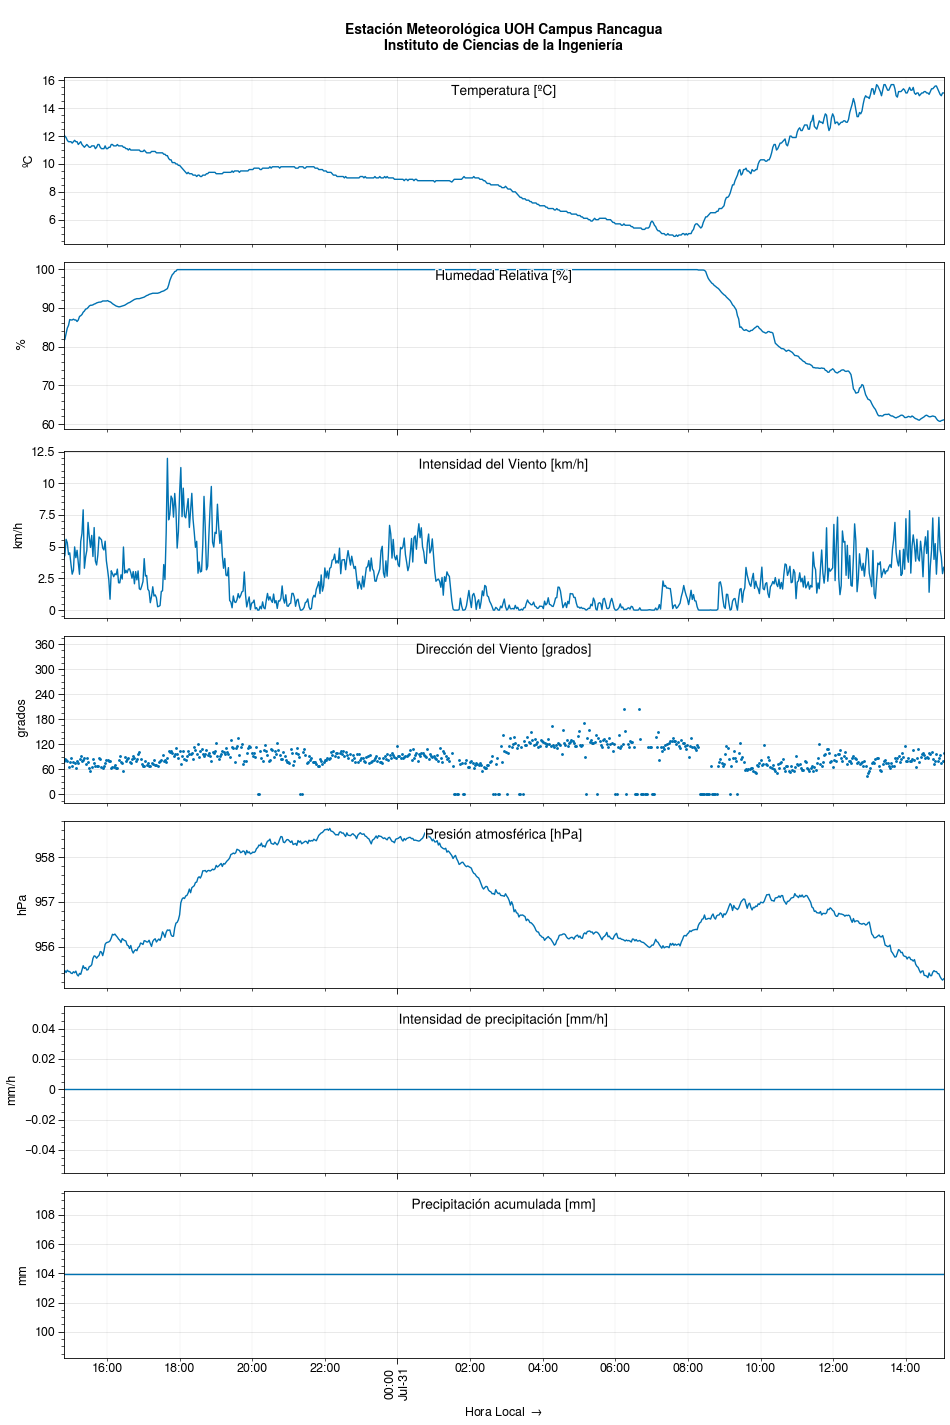 Estación Meteorológica UOH Campus Rancagua
Instituto de Ciencias de la Ingeniería
Temperatura [ºC]
ºC
16
14
12
10
8
6
Humedad Relativa [%]
%
100
90
80
70
60
Intensidad del Viento [km/h]
km/h
12.5
10
7.5
5
2.5
0
Dirección del Viento [grados]
grados
360
300
240
180
120
60
0
Presión atmosférica [hPa]
hPa
958
957
956
Intensidad de precipitación [mm/h]
mm/h
0.04
0.02
0
−0.02
−0.04
Precipitación acumulada [mm]
mm
108
106
104
102
100
16:00 18:00 20:00 22:00 00:00 02:00 04:00 06:00 08:00 10:00 12:00 14:00
Jul-31
Hora Local →